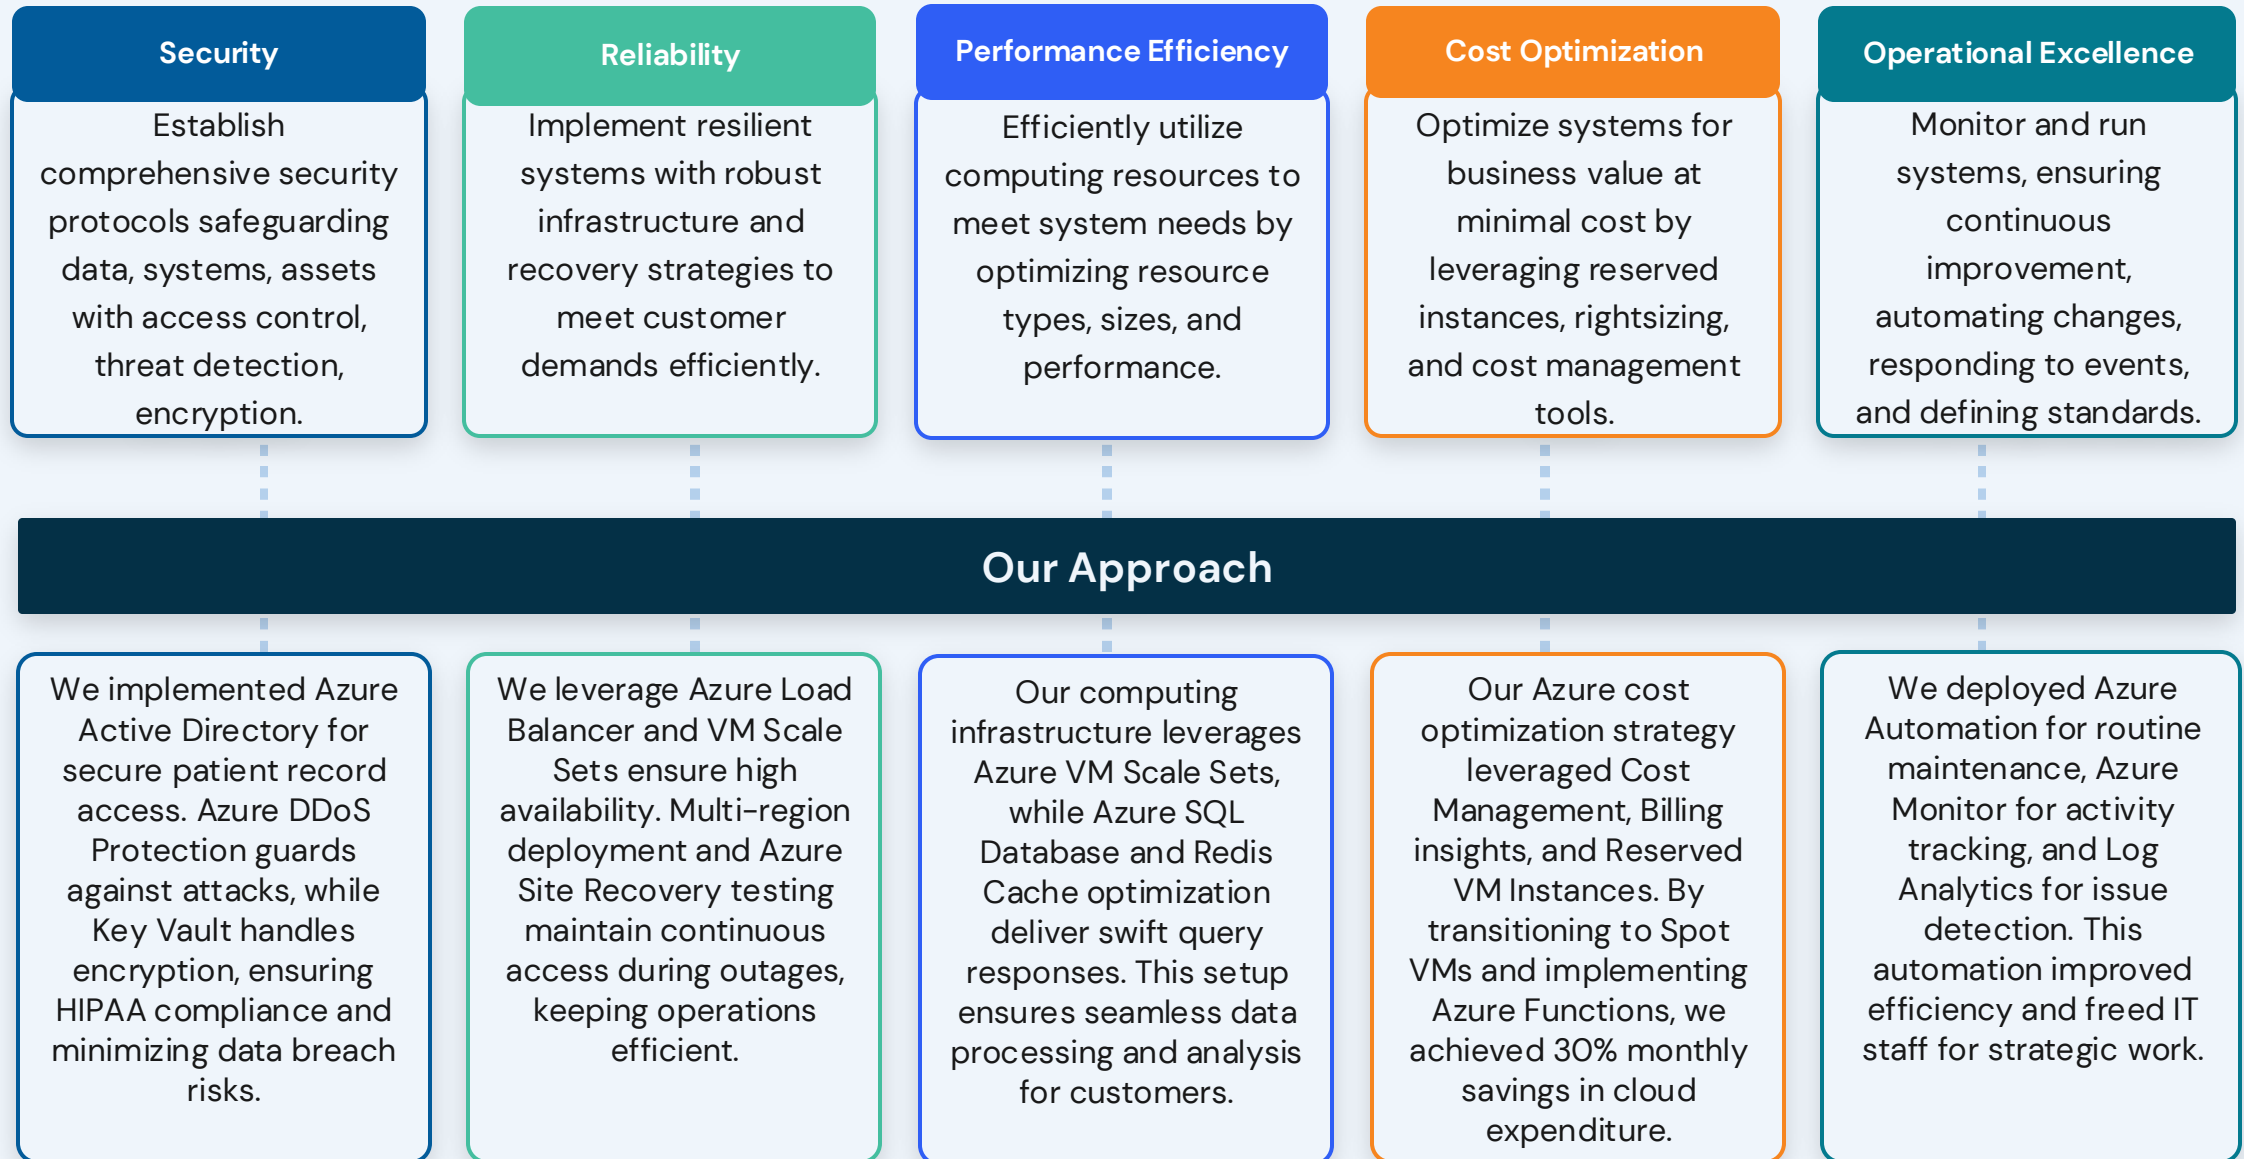 Security
Establish
comprehensive security
protocols safeguarding
data, systems, assets
with access control,
threat detection,
encryption.
Reliability
Implement resilient
systems with robust
infrastructure and
recovery strategies to
meet customer
demands efficiently.
Performance Efficiency
Efficiently utilize
computing resources to
meet system needs by
optimizing resource
types, sizes, and
performance.
Cost Optimization
Optimize systems for
business value at
minimal cost by
leveraging reserved
instances, rightsizing,
and cost management
tools.
Operational Excellence
Monitor and run
systems, ensuring
continuous
improvement,
automating changes,
responding to events,
and defining standards.
Our Approach
We implemented Azure
Active Directory for
secure patient record
access. Azure DDoS
Protection guards
against attacks, while
Key Vault handles
encryption, ensuring
HIPAA compliance and
minimizing data breach
risks.
We leverage Azure Load
Balancer and VM Scale
Sets ensure high
availability. Multi-region
deployment and Azure
Site Recovery testing
maintain continuous
access during outages,
keeping operations
efficient.
Our computing
infrastructure leverages
Azure VM Scale Sets,
while Azure SQL
Database and Redis
Cache optimization
deliver swift query
responses. This setup
ensures seamless data
processing and analysis
for customers.
Our Azure cost
optimization strategy
leveraged Cost
Management, Billing
insights, and Reserved
VM Instances. By
transitioning to Spot
VMs and implementing
Azure Functions, we
achieved 30% monthly
savings in cloud
expenditure.
We deployed Azure
Automation for routine
maintenance, Azure
Monitor for activity
tracking, and Log
Analytics for issue
detection. This
automation improved
efficiency and freed IT
staff for strategic work.